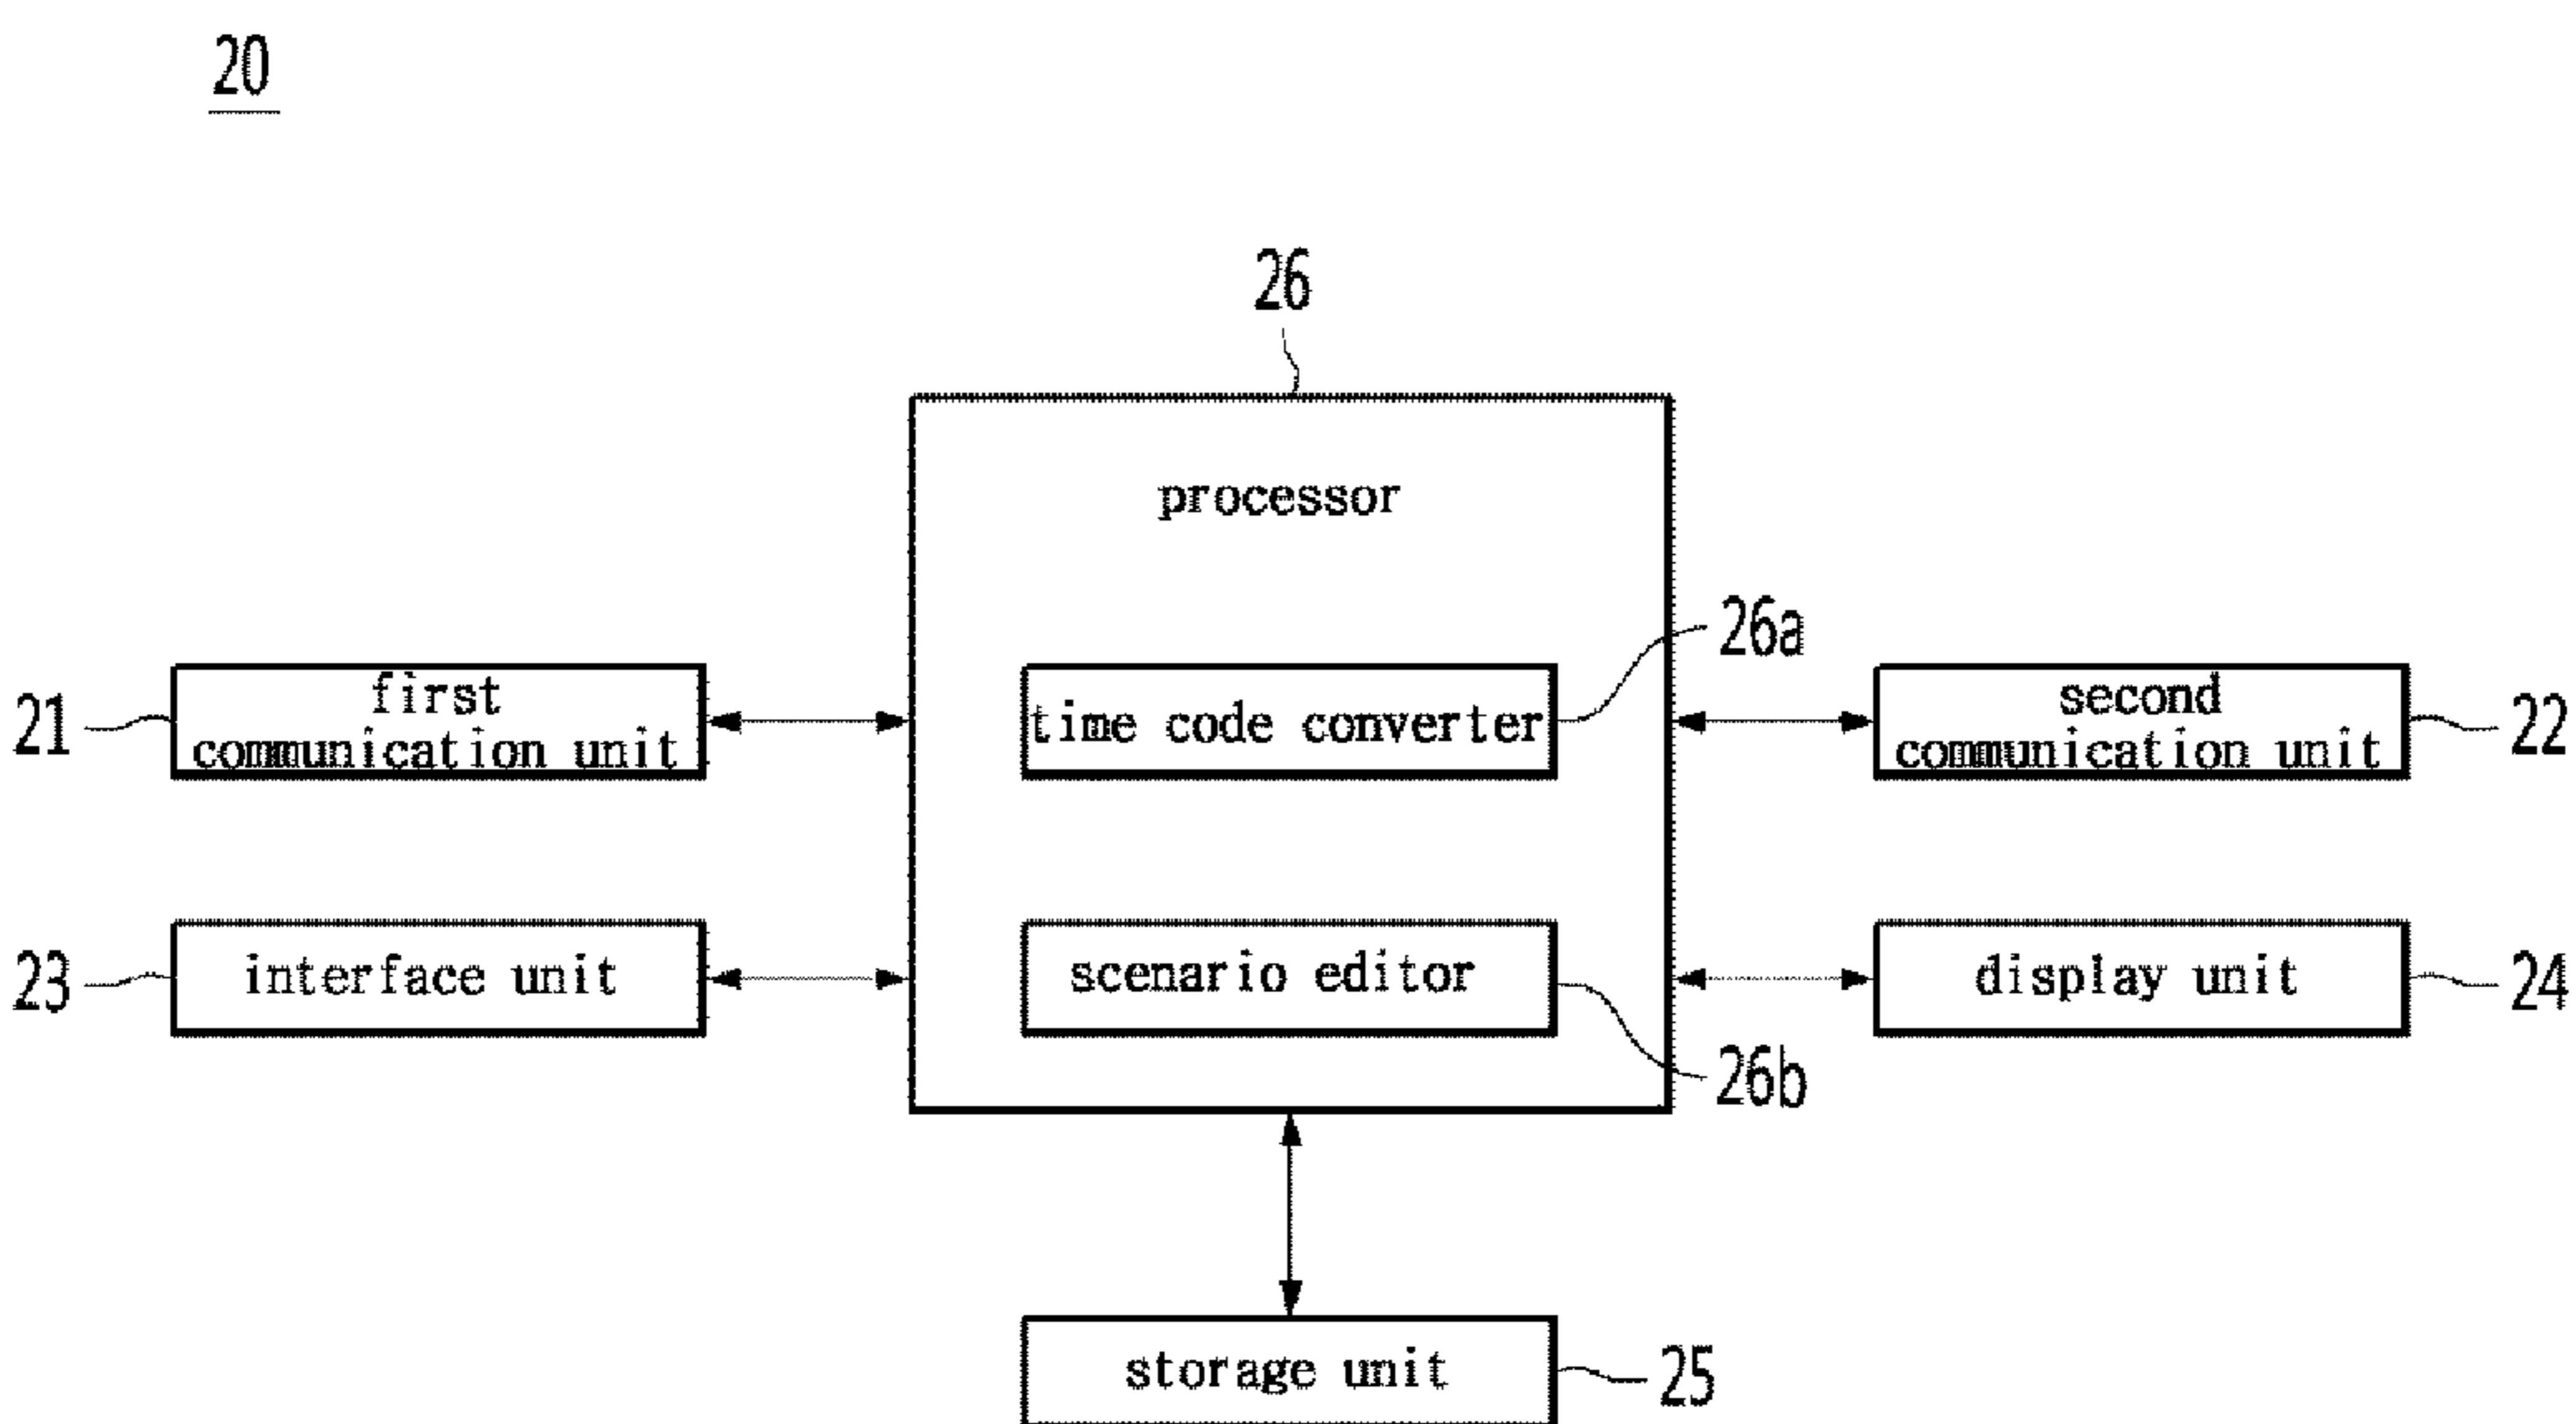 20
26
processor
26a
21
first
communication unit
time code converter
second
communication unit
22
23
interface unit
scenario editor
display unit
24
26b
storage unit
25